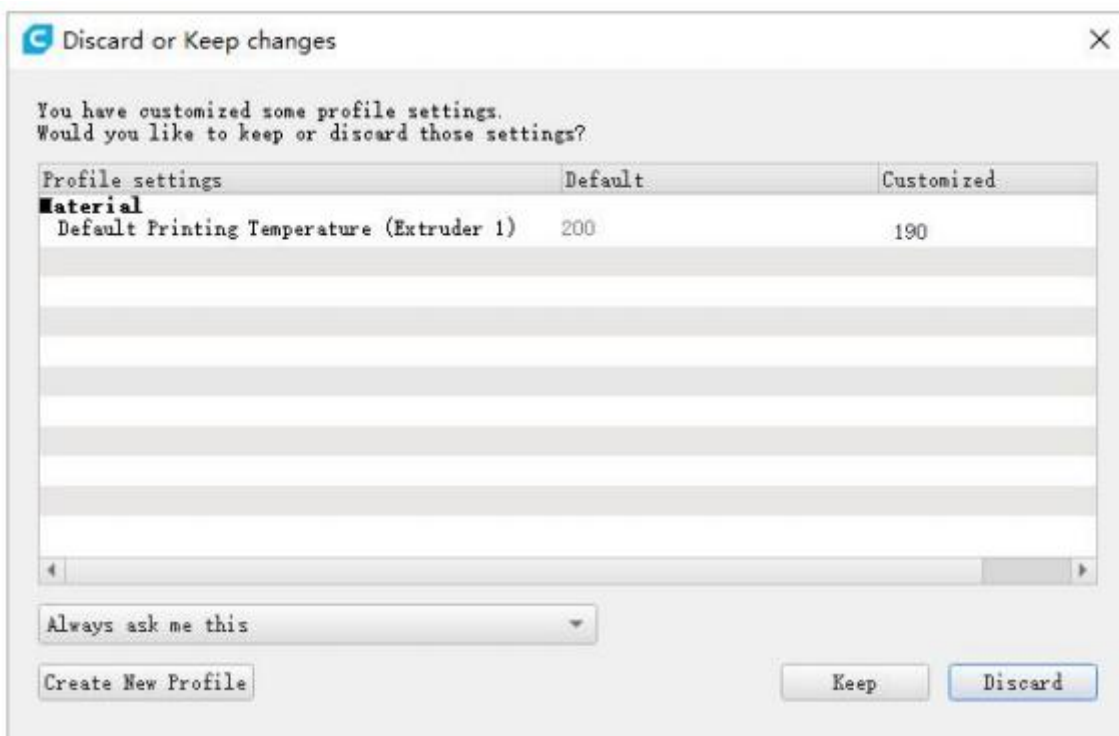 Discard or Keep changes
You have customized some profile settings.
Would you like to keep or discard those settings?
Profile settings Default Customized
Material
Default Printing Temperature (Extruder 1) 200 190
Always ask me this
Create New Profile Keep Discard